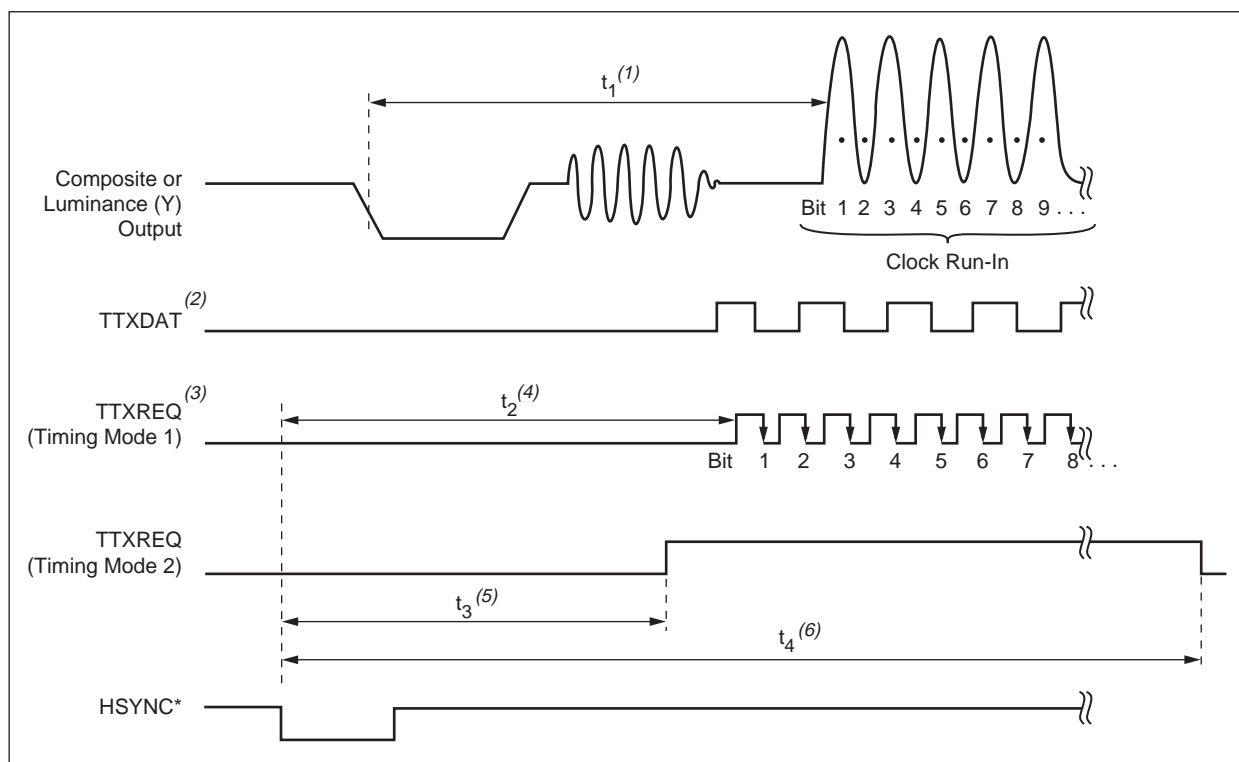 t1(1)
Composite or
Luminance (Y)
Output
Bit 1 2 3 4 5 6 7 8 9 . . .
Clock Run-In
TTXDAT(2)
TTXREQ(3)
(Timing Mode 1)
t2(4)
Bit 1 2 3 4 5 6 7 8 . . .
TTXREQ
(Timing Mode 2)
t3(5)
t4(6)
HSYNC*